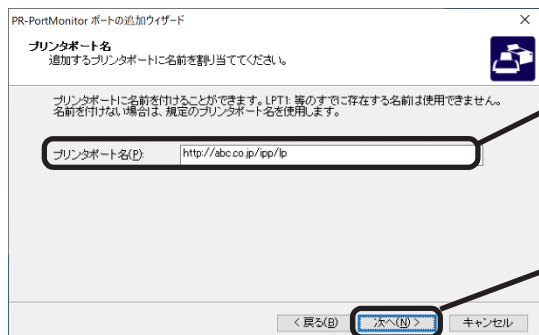 PR-PortMonitor ポートの追加ウィザード
プリンタポート名
追加するプリンタポートに名前を割り当ててください。
プリンタポートに名前を付けることができます。LPT1: 等のすでに存在する名前は使用できません。
名前を付けない場合は、規定のプリンタポート名を使用します。
プリンタポート名(P): http://abc.co.jp/ipp/lp
< 戻る(B) 次へ(N) > キャンセル